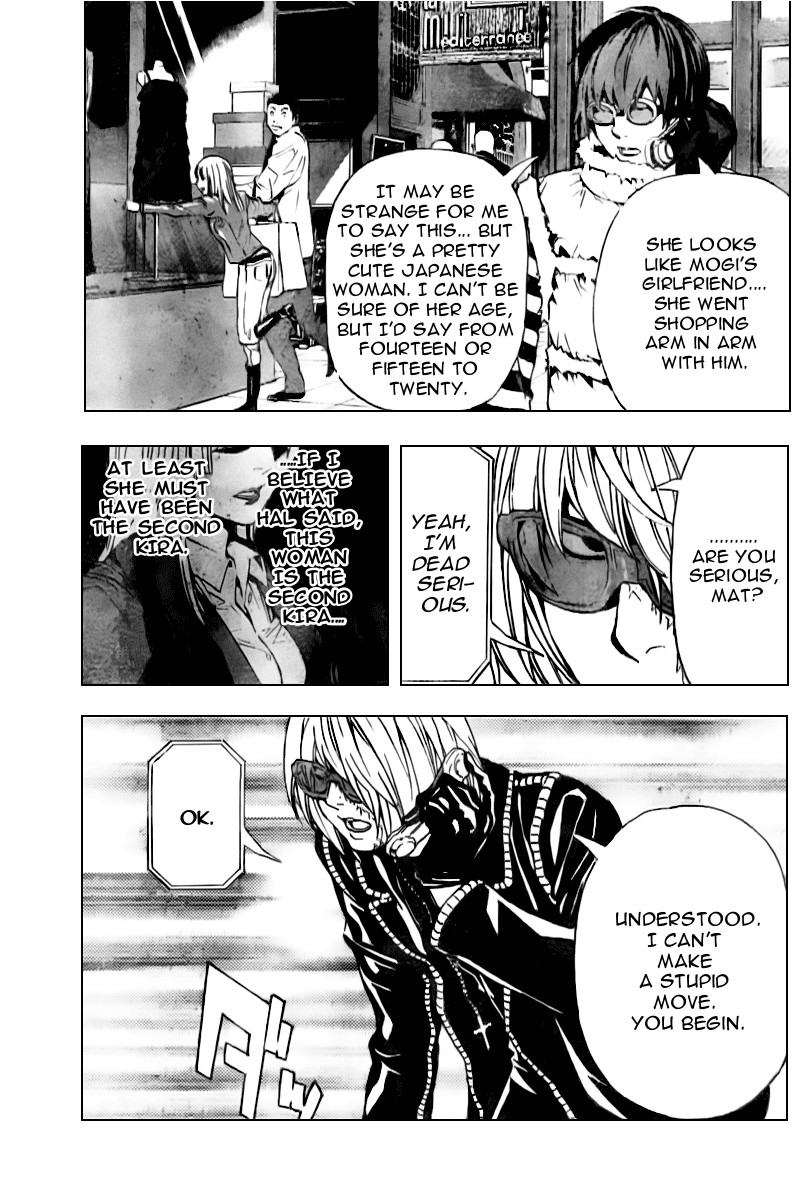 la
Méditerranée
SHE LOOKS
LIKE MOGI'S
GIRLFRIEND....
SHE WENT
SHOPPING
ARM IN ARM
WITH HIM.
IT MAY BE
STRANGE FOR ME
TO SAY THIS... BUT
SHE'S A PRETTY
CUTE JAPANESE
WOMAN. I CAN'T BE
SURE OF HER AGE,
BUT I'D SAY FROM
FOURTEEN OR
FIFTEEN TO
TWENTY.
..........
ARE YOU
SERIOUS,
MAT?
YEAH,
I'M
DEAD
SERI-
OUS.
.....IF I
BELIEVE
WHAT
HAL SAID,
THIS
WOMAN
IS THE
SECOND
KIRA....
AT LEAST
SHE MUST
HAVE BEEN
THE SECOND
KIRA.
UNDERSTOOD.
I CAN'T
MAKE
A STUPID
MOVE.
YOU BEGIN.
OK.